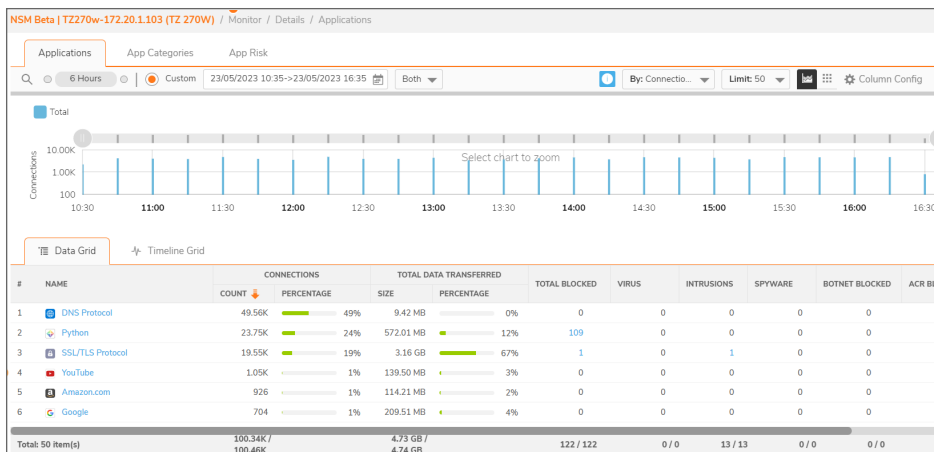 NSM Beta | TZ270w-172.20.1.103 (TZ 270W) / Monitor / Details / Applications
Applications App Categories App Risk
6 Hours Custom 23/05/2023 10:35->23/05/2023 16:35 Both By: Connectio... Limit: 50 Column Config
Total
Select chart to zoom
Connections
10.00K
1.00K
100
10:30 11:00 11:30 12:00 12:30 13:00 13:30 14:00 14:30 15:00 15:30 16:00 16:30
Data Grid Timeline Grid
# NAME CONNECTIONS TOTAL DATA TRANSFERRED TOTAL BLOCKED VIRUS INTRUSIONS SPYWARE BOTNET BLOCKED ACR
COUNT PERCENTAGE SIZE PERCENTAGE
1 DNS Protocol 49.56K 49% 9.42 MB 0% 0 0 0 0 0
2 Python 23.75K 24% 572.01 MB 12% 109 0 0 0 0
3 SSL/TLS Protocol 19.55K 19% 3.16 GB 67% 1 0 1 0 0
4 YouTube 1.05K 1% 139.50 MB 3% 0 0 0 0 0
5 Amazon.com 926 1% 114.21 MB 2% 0 0 0 0 0
6 Google 704 1% 209.51 MB 4% 0 0 0 0 0
Total: 50 item(s) 100.34K / 100.46K 4.73 GB / 4.74 GB 122 / 122 0 / 0 13 / 13 0 / 0 0 / 0